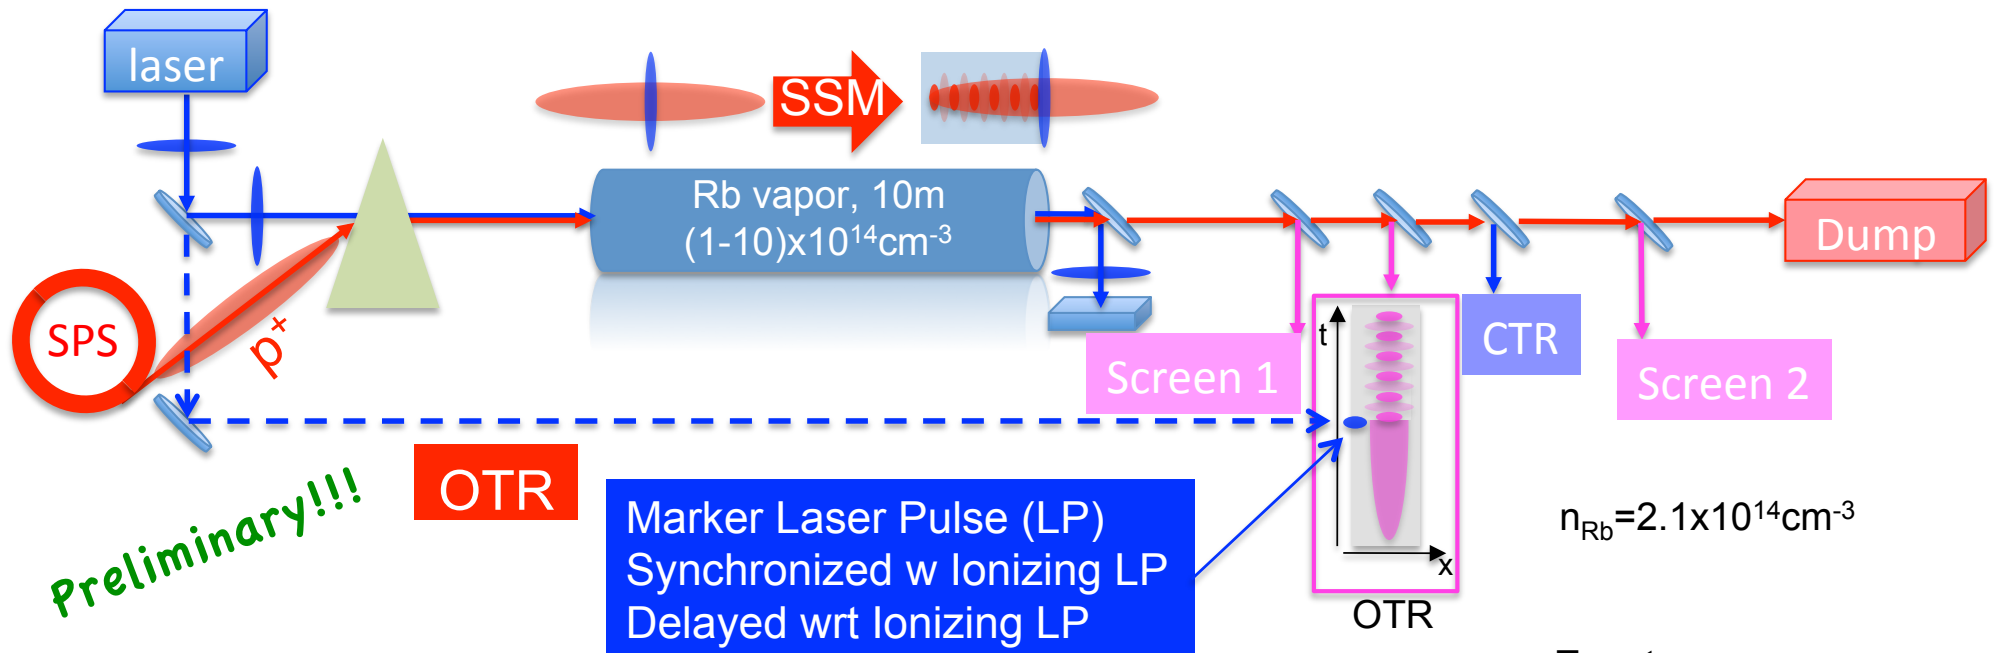 laser
SSM
Rb vapor, 10m
(1-10)x10¹⁴cm⁻³
Dump
SPS
p⁺
t
CTR
Screen 1
Screen 2
OTR
Preliminary!!!
Marker Laser Pulse (LP)
Synchronized w Ionizing LP
Delayed wrt Ionizing LP
x
OTR
n_Rb=2.1x10¹⁴cm⁻³